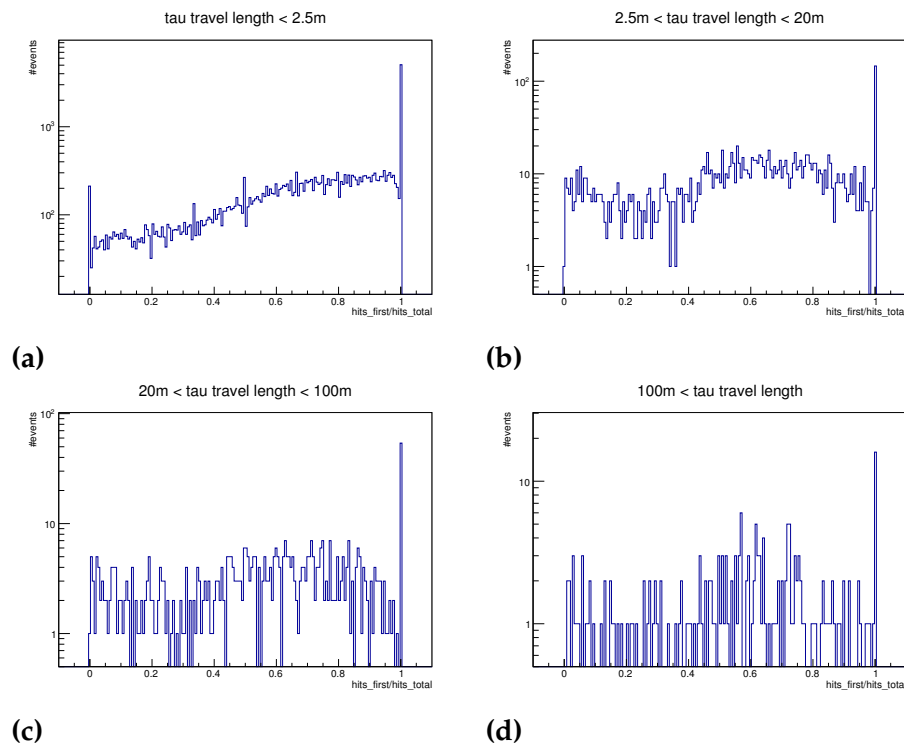 tau travel length < 2.5m
#events
10³
10²
0 0.2 0.4 0.6 0.8 1
hits_first/hits_total
(a)
2.5m < tau travel length < 20m
#events
10²
10
1
0 0.2 0.4 0.6 0.8 1
hits_first/hits_total
(b)
20m < tau travel length < 100m
#events
10²
10
1
0 0.2 0.4 0.6 0.8 1
hits_first/hits_total
(c)
100m < tau travel length
#events
10
1
0 0.2 0.4 0.6 0.8 1
hits_first/hits_total
(d)